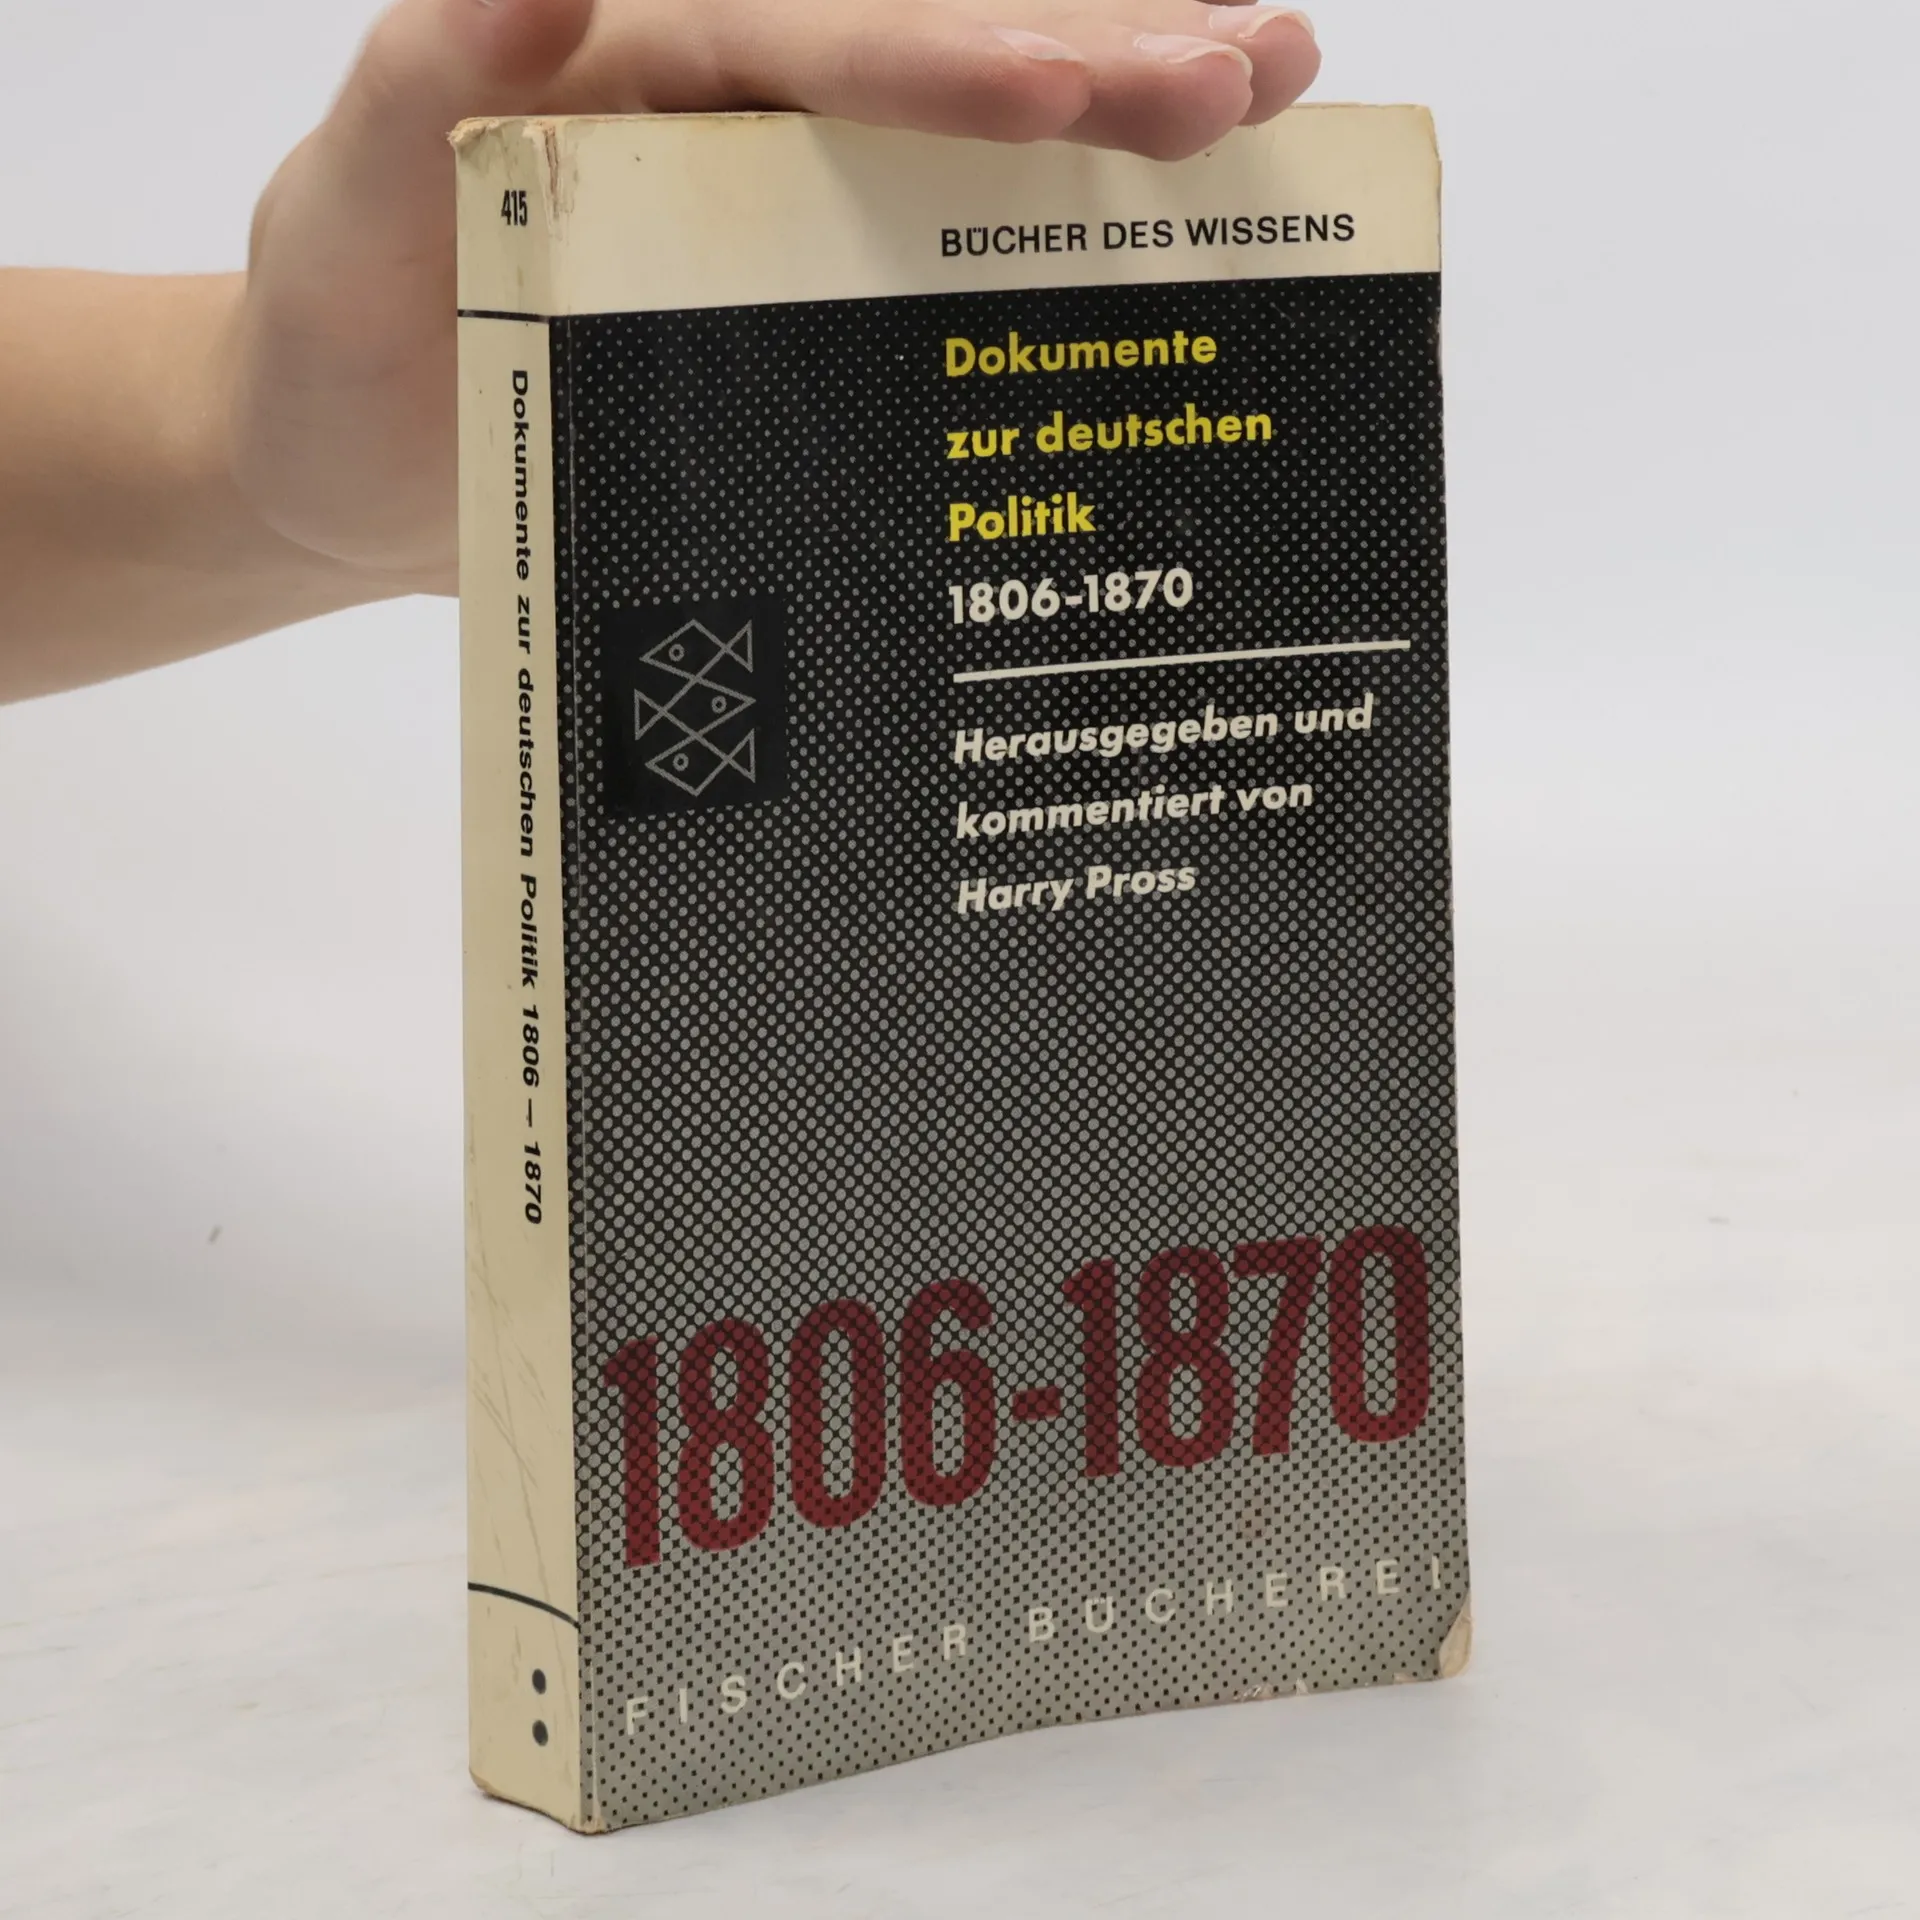 415
Dokumente zur deutschen Politik 1806 – 1870
BÜCHER DES WISSENS
Dokumente
zur deutschen
Politik
1806-1870
Herausgegeben und
kommentiert von
Harry Pross
1806-1870
FISCHER BÜCHEREI